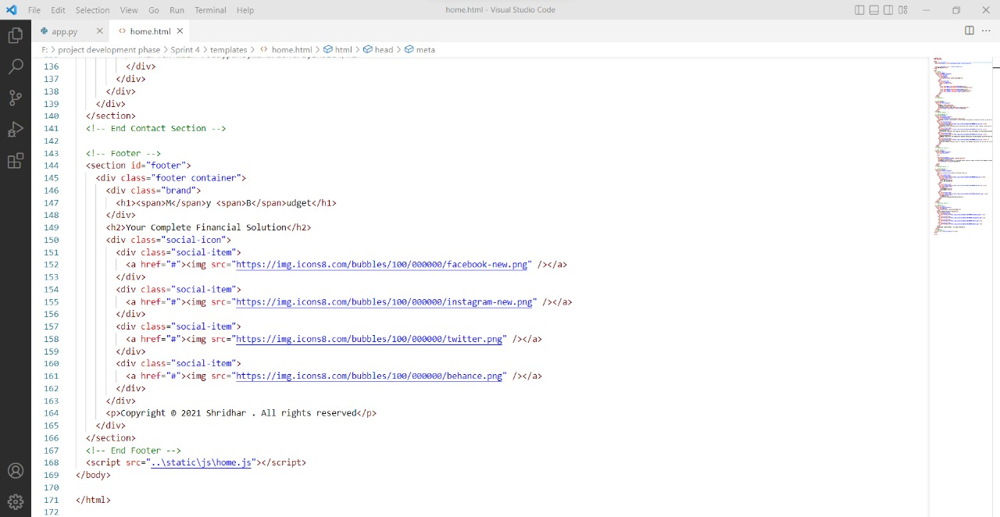 File Edit Selection View Go Run Terminal Help home.html - Visual Studio Code
app.py home.html
F: > project development phase > Sprint 4 > templates > home.html > html > head > meta
136 </div>
137 </div>
138 </div>
139 </div>
140 </section>
141 <!-- End Contact Section -->
142
143 <!-- Footer -->
144 <section id="footer">
145 <div class="footer container">
146 <div class="brand">
147 <h1><span>M</span>y <span>B</span>udget</h1>
148 </div>
149 <h2>Your Complete Financial Solution</h2>
150 <div class="social-icon">
151 <div class="social-item">
152 <a href="#"><img src="https://img.icons8.com/bubbles/100/000000/facebook-new.png" /></a>
153 </div>
154 <div class="social-item">
155 <a href="#"><img src="https://img.icons8.com/bubbles/100/000000/instagram-new.png" /></a>
156 </div>
157 <div class="social-item">
158 <a href="#"><img src="https://img.icons8.com/bubbles/100/000000/twitter.png" /></a>
159 </div>
160 <div class="social-item">
161 <a href="#"><img src="https://img.icons8.com/bubbles/100/000000/behance.png" /></a>
162 </div>
163 </div>
164 <p>Copyright © 2021 Shridhar . All rights reserved</p>
165 </div>
166 </section>
167 <!-- End Footer -->
168 <script src="..\static\js\home.js"></script>
169 </body>
170
171 </html>
172